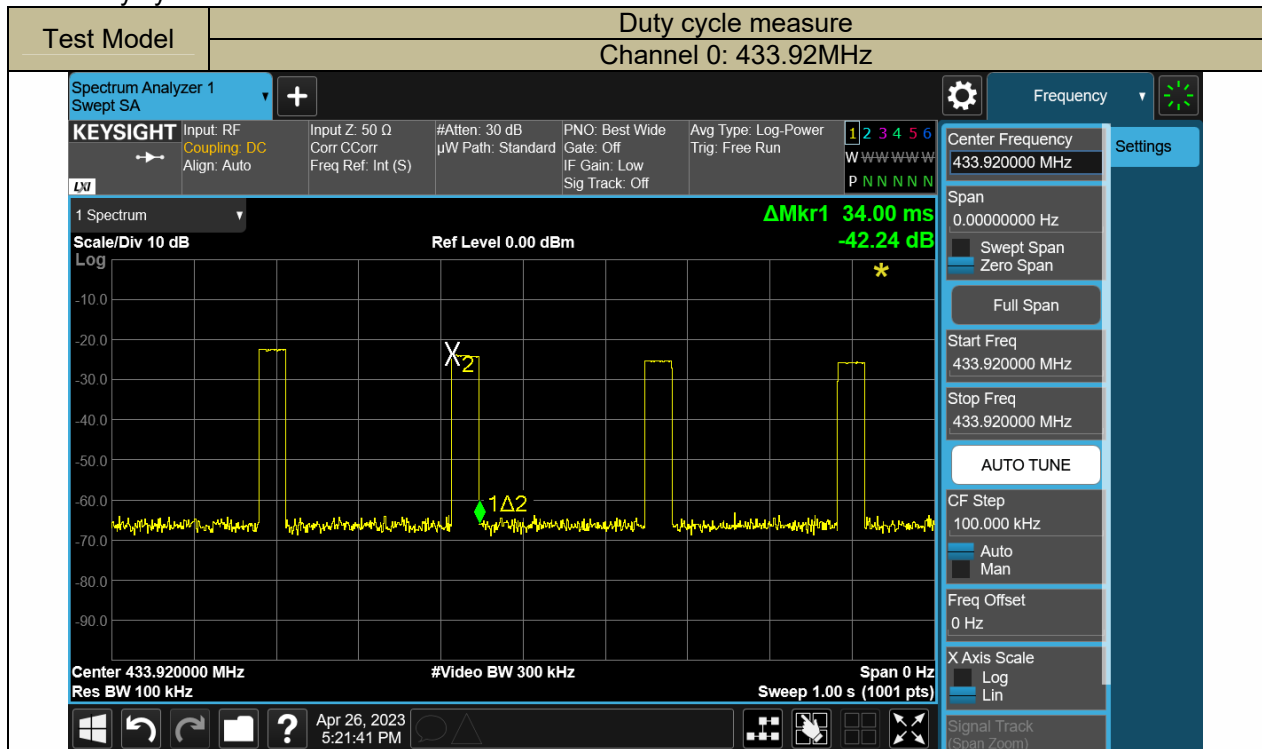 Test Model
Duty cycle measure
Channel 0: 433.92MHz
Spectrum Analyzer 1
Swept SA
Frequency
KEYSIGHT
Input: RF
Coupling: DC
Align: Auto
Input Z: 50 Ω
Corr CCorr
Freq Ref: Int (S)
#Atten: 30 dB
µW Path: Standard
PNO: Best Wide
Gate: Off
IF Gain: Low
Sig Track: Off
Avg Type: Log-Power
Trig: Free Run
1 2 3 4 5 6
W W W W W W
P N N N N N
LXI
Center Frequency
433.920000 MHz
Settings
1 Spectrum
ΔMkr1 34.00 ms
-42.24 dB
Scale/Div 10 dB
Ref Level 0.00 dBm
Log
-10.0
-20.0
-30.0
-40.0
-50.0
-60.0
-70.0
-80.0
-90.0
X2
1Δ2
*
Center 433.920000 MHz
#Video BW 300 kHz
Span 0 Hz
Res BW 100 kHz
Sweep 1.00 s (1001 pts)
Span
0.00000000 Hz
Swept Span
Zero Span
Full Span
Start Freq
433.920000 MHz
Stop Freq
433.920000 MHz
AUTO TUNE
CF Step
100.000 kHz
Auto
Man
Freq Offset
0 Hz
X Axis Scale
Log
Lin
Signal Track
(Span Zoom)
?
Apr 26, 2023
5:21:41 PM